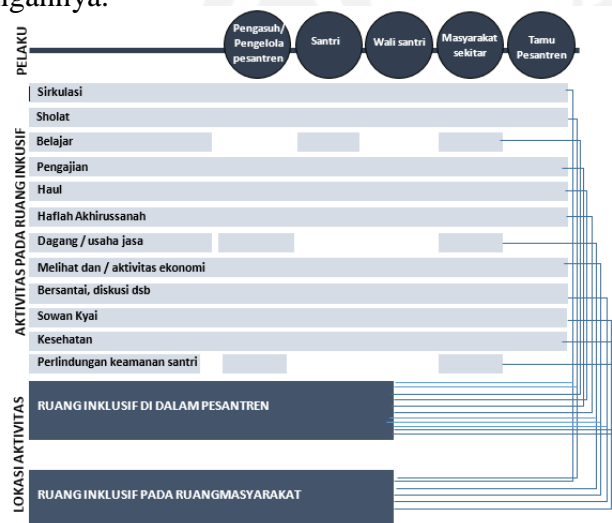 ngannya.
PELAKU
Pengasuh/
Pengelola
pesantren
Santri
Wali santri
Masyarakat
sekitar
Tamu
Pesantren
AKTIVITAS PADA RUANG INKUSIF
Sirkulasi
Sholat
Belajar
Pengajian
Haul
Haflah Akhirussanah
Dagang / usaha jasa
Melihat dan / aktivitas ekonomi
Bersantai, diskusi dsb
Sowan Kyai
Kesehatan
Perlindungan keamanan santri
LOKASI AKTIVITAS
RUANG INKLUSIF DI DALAM PESANTREN
RUANG INKLUSIF PADA RUANGMASYARAKAT